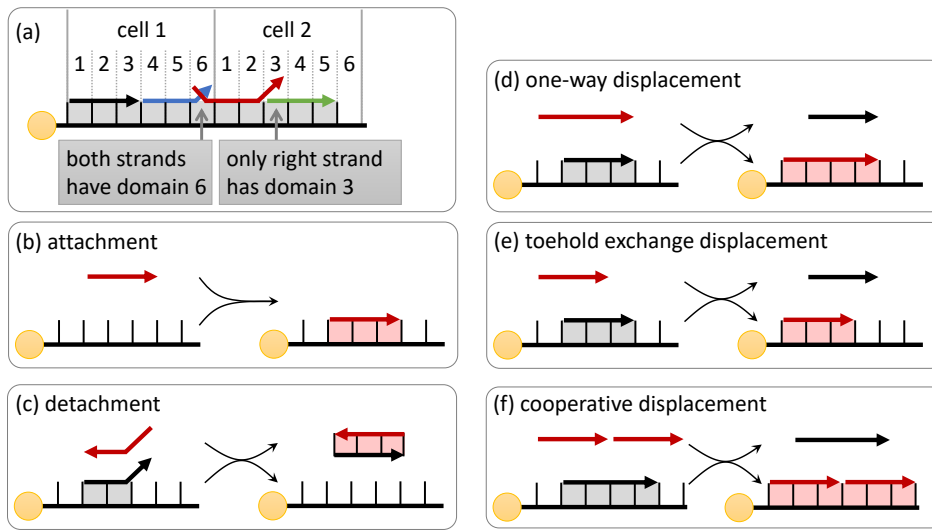 (a)
cell 1 cell 2
1 2 3 4 5 6 1 2 3 4 5 6
both strands
have domain 6
only right strand
has domain 3
(b) attachment
(c) detachment
(d) one-way displacement
(e) toehold exchange displacement
(f) cooperative displacement